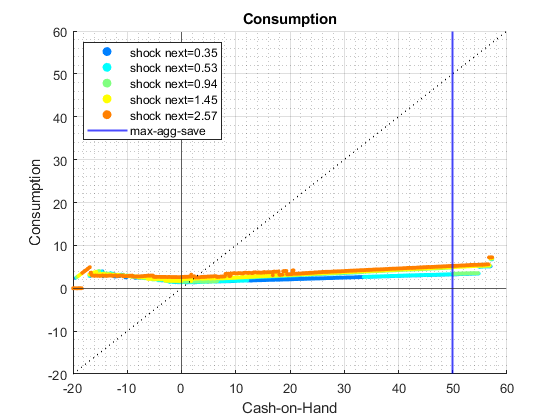 Consumption
60
50
40
30
20
10
0
-10
-20
Consumption
shock next=0.35
shock next=0.53
shock next=0.94
shock next=1.45
shock next=2.57
max-agg-save
-20 -10 0 10 20 30 40 50 60
Cash-on-Hand